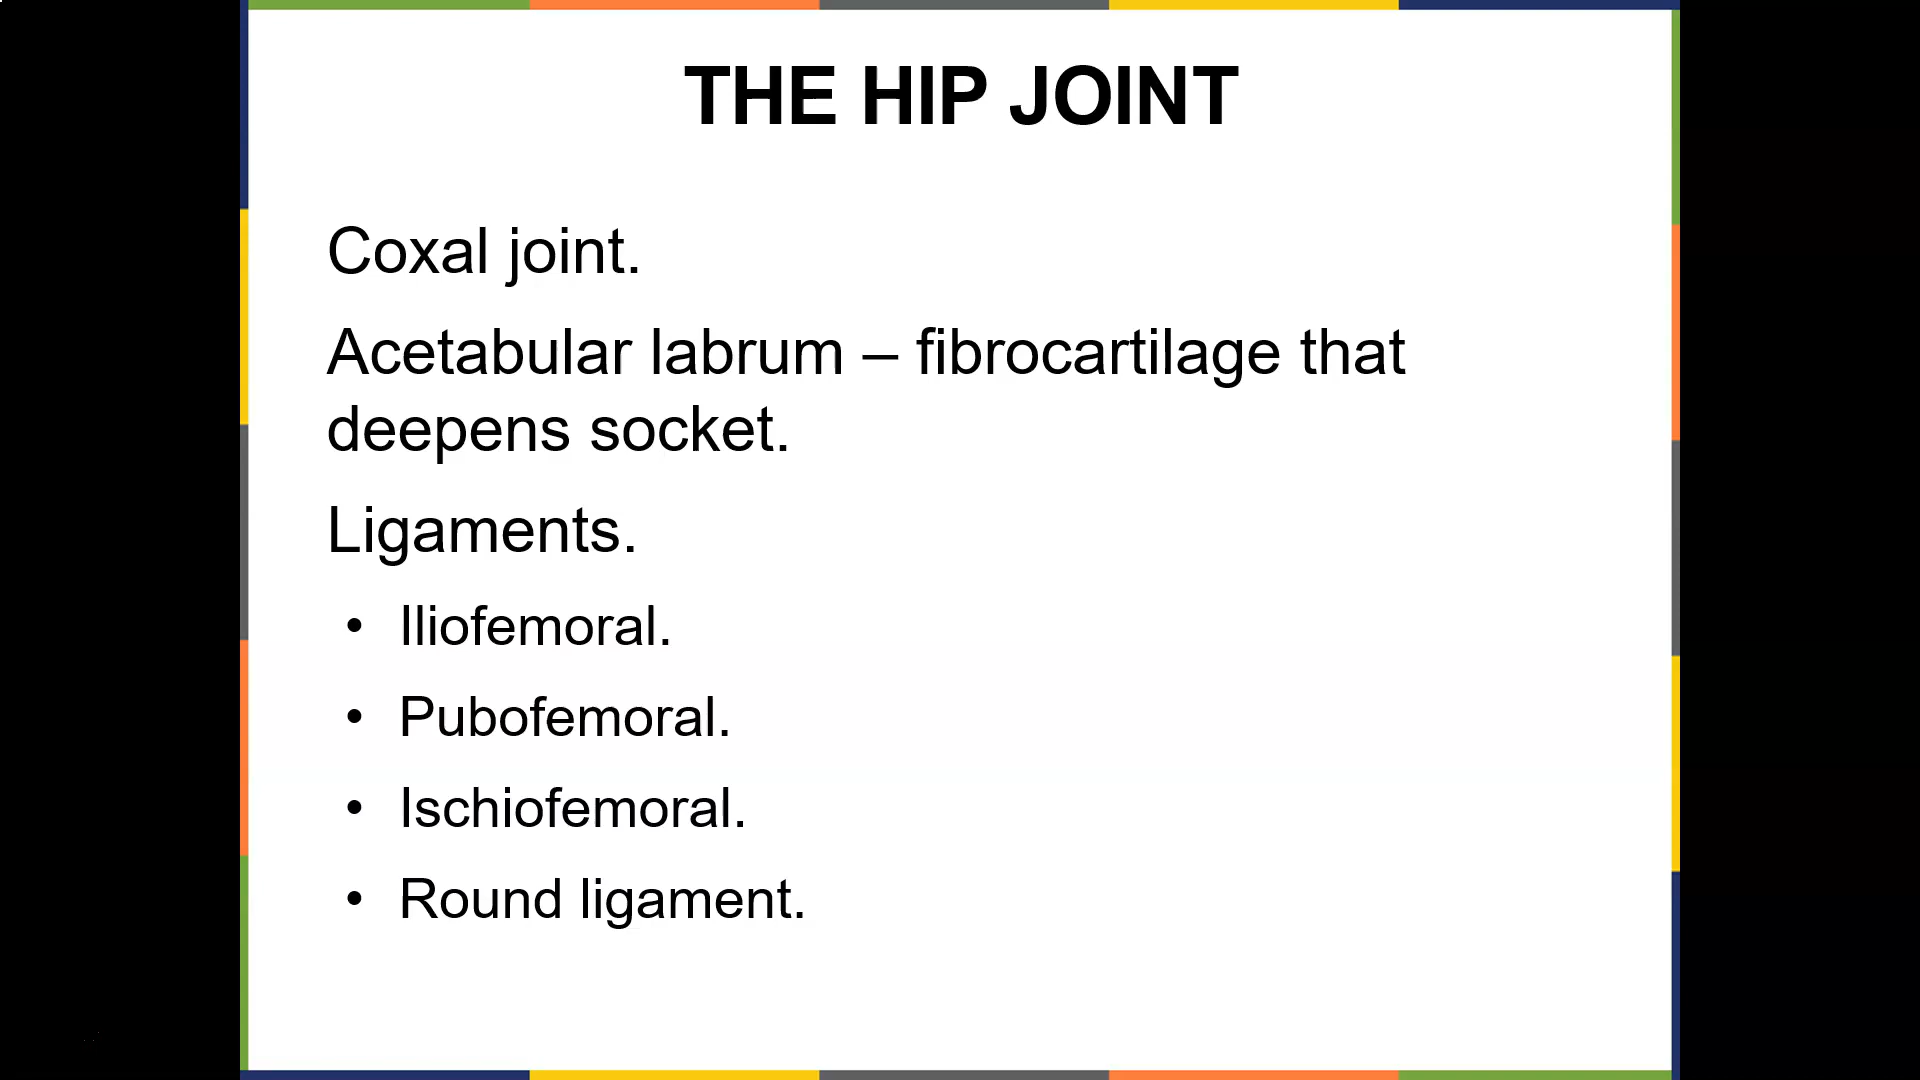 THE HIP JOINT
Coxal joint.
Acetabular labrum – fibrocartilage that
deepens socket.
Ligaments.
• Iliofemoral.
• Pubofemoral.
• Ischiofemoral.
• Round ligament.